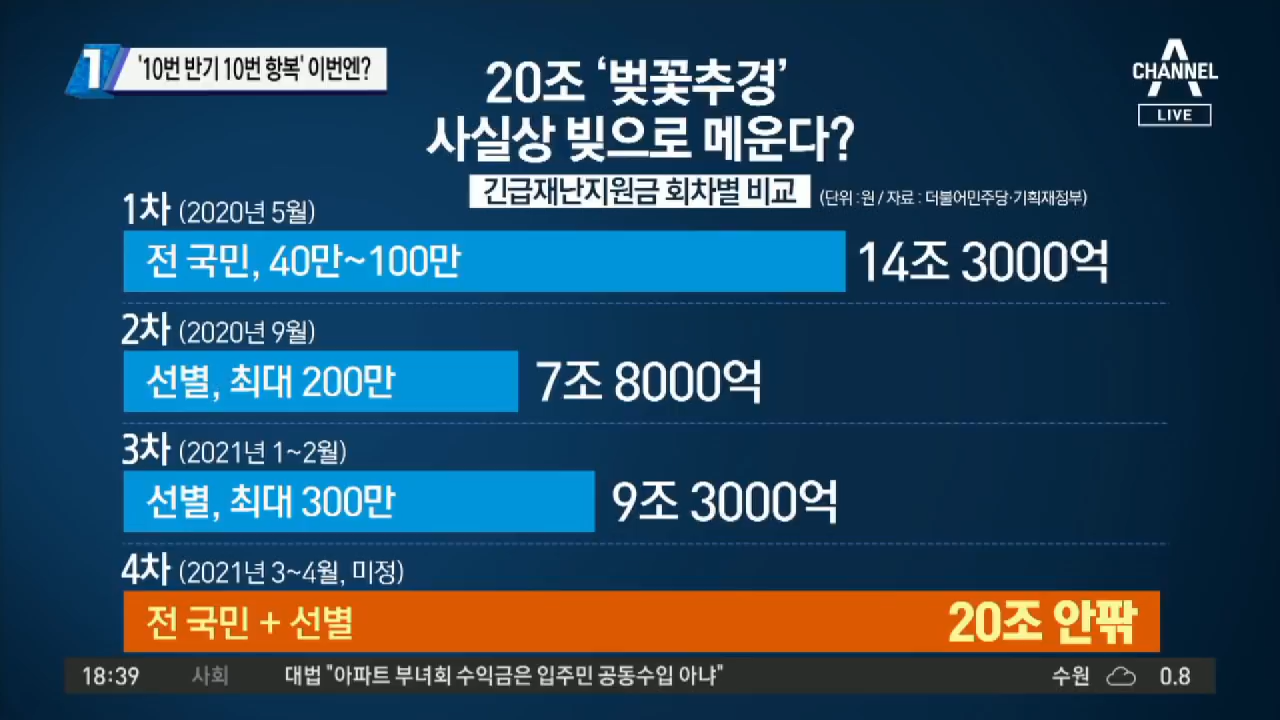 1 '10번 반기 10번 항복' 이번엔?
CHANNEL A
LIVE
20조 '벚꽃추경'
사실상 빚으로 메운다?
긴급재난지원금 회차별 비교 (단위 : 원 / 자료 : 더불어민주당·기획재정부)
1차 (2020년 5월)
전 국민, 40만~100만 14조 3000억
2차 (2020년 9월)
선별, 최대 200만 7조 8000억
3차 (2021년 1~2월)
선별, 최대 300만 9조 3000억
4차 (2021년 3~4월, 미정)
전 국민 + 선별 20조 안팎
18:39 사회 대법 "아파트 부녀회 수익금은 입주민 공동수입 아냐" 수원 0.8